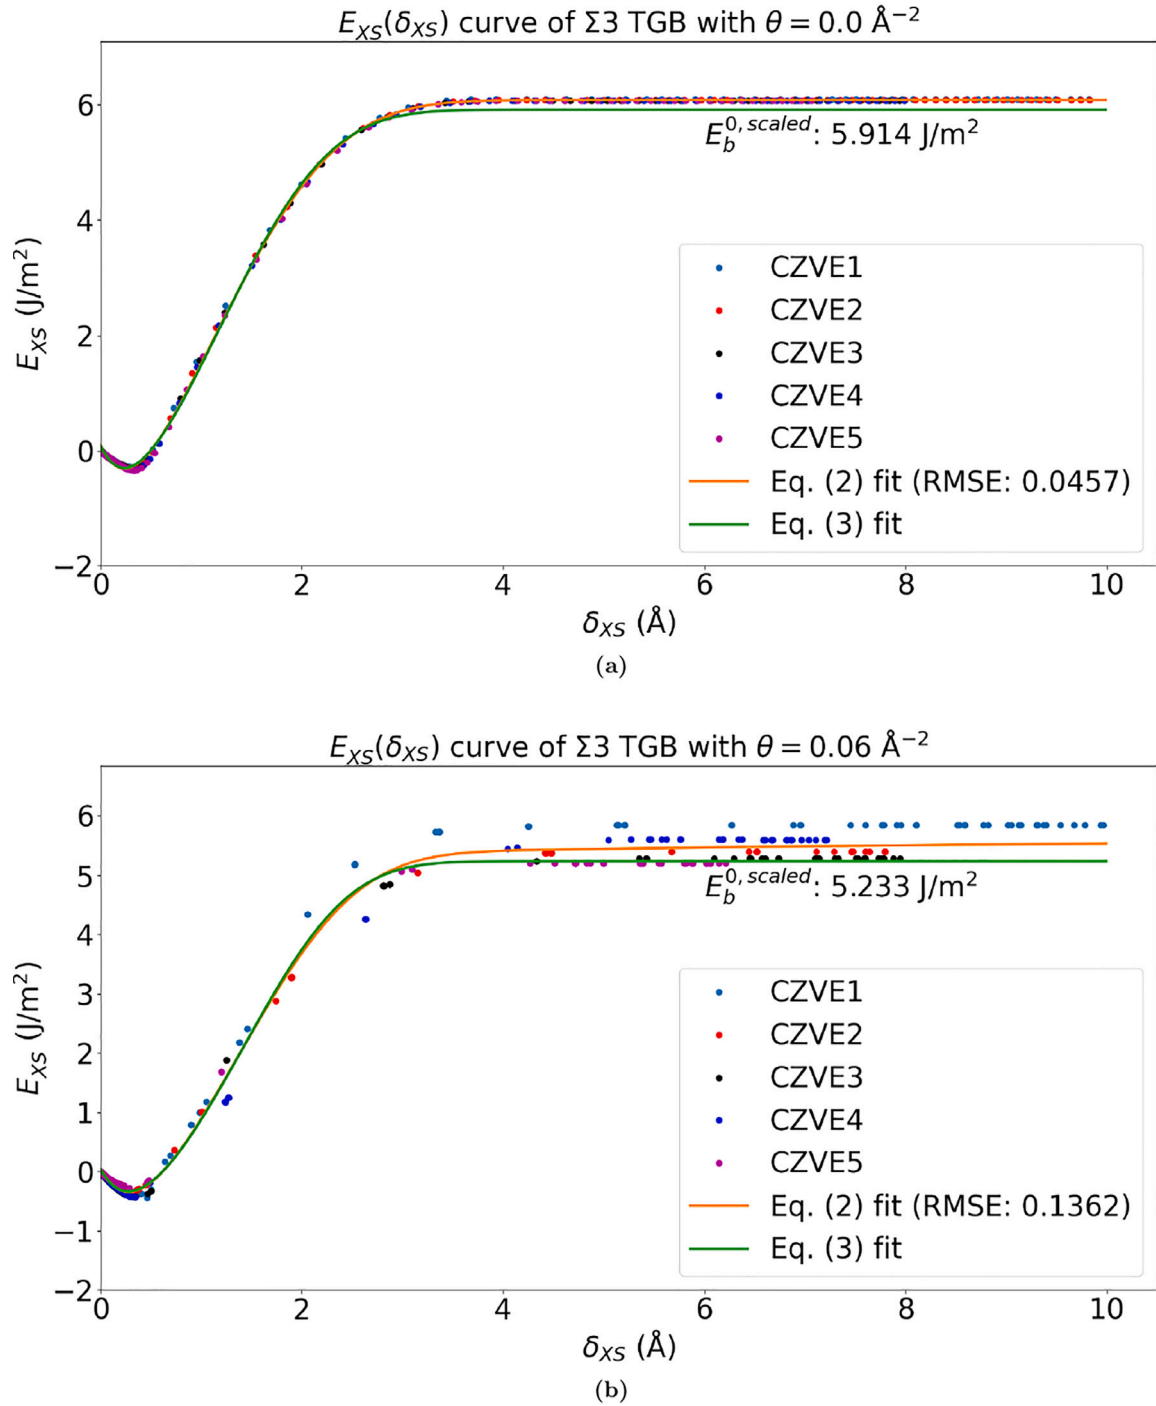 E_XS(δ_XS) curve of Σ3 TGB with θ = 0.0 Å⁻²
6
4
2
0
−2
E_XS (J/m²)
E_b^{0,scaled}: 5.914 J/m²
CZVE1
CZVE2
CZVE3
CZVE4
CZVE5
Eq. (2) fit (RMSE: 0.0457)
Eq. (3) fit
0 2 4 6 8 10
δ_XS (Å)
(a)
E_XS(δ_XS) curve of Σ3 TGB with θ = 0.06 Å⁻²
6
5
4
3
2
1
0
−1
−2
E_XS (J/m²)
E_b^{0,scaled}: 5.233 J/m²
CZVE1
CZVE2
CZVE3
CZVE4
CZVE5
Eq. (2) fit (RMSE: 0.1362)
Eq. (3) fit
0 2 4 6 8 10
δ_XS (Å)
(b)